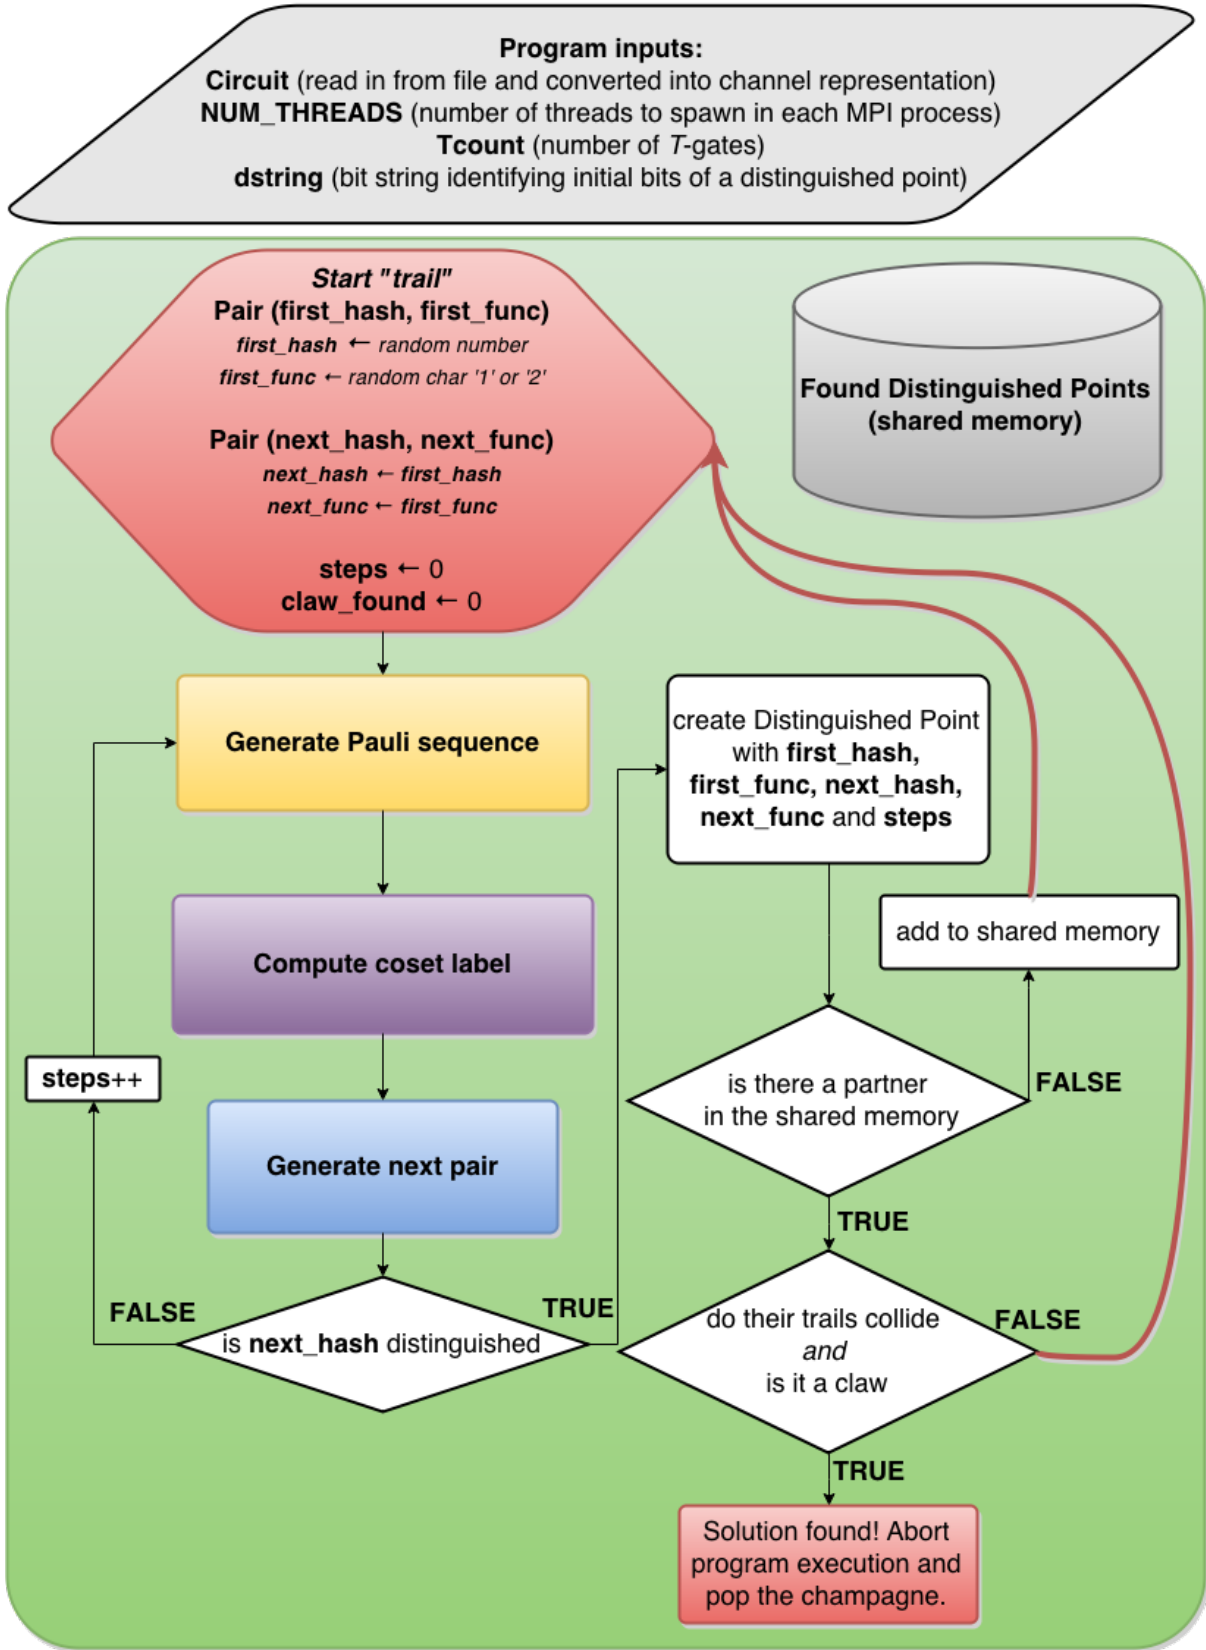 Program inputs:
Circuit (read in from file and converted into channel representation)
NUM_THREADS (number of threads to spawn in each MPI process)
Tcount (number of T-gates)
dstring (bit string identifying initial bits of a distinguished point)
Start "trail"
Pair (first_hash, first_func)
first_hash ← random number
first_func ← random char '1' or '2'
Pair (next_hash, next_func)
next_hash ← first_hash
next_func ← first_func
steps ← 0
claw_found ← 0
Found Distinguished Points
(shared memory)
Generate Pauli sequence
Compute coset label
Generate next pair
steps++
is next_hash distinguished
FALSE
TRUE
create Distinguished Point
with first_hash,
first_func, next_hash,
next_func and steps
add to shared memory
is there a partner
in the shared memory
FALSE
TRUE
do their trails collide
and
is it a claw
FALSE
TRUE
Solution found! Abort
program execution and
pop the champagne.